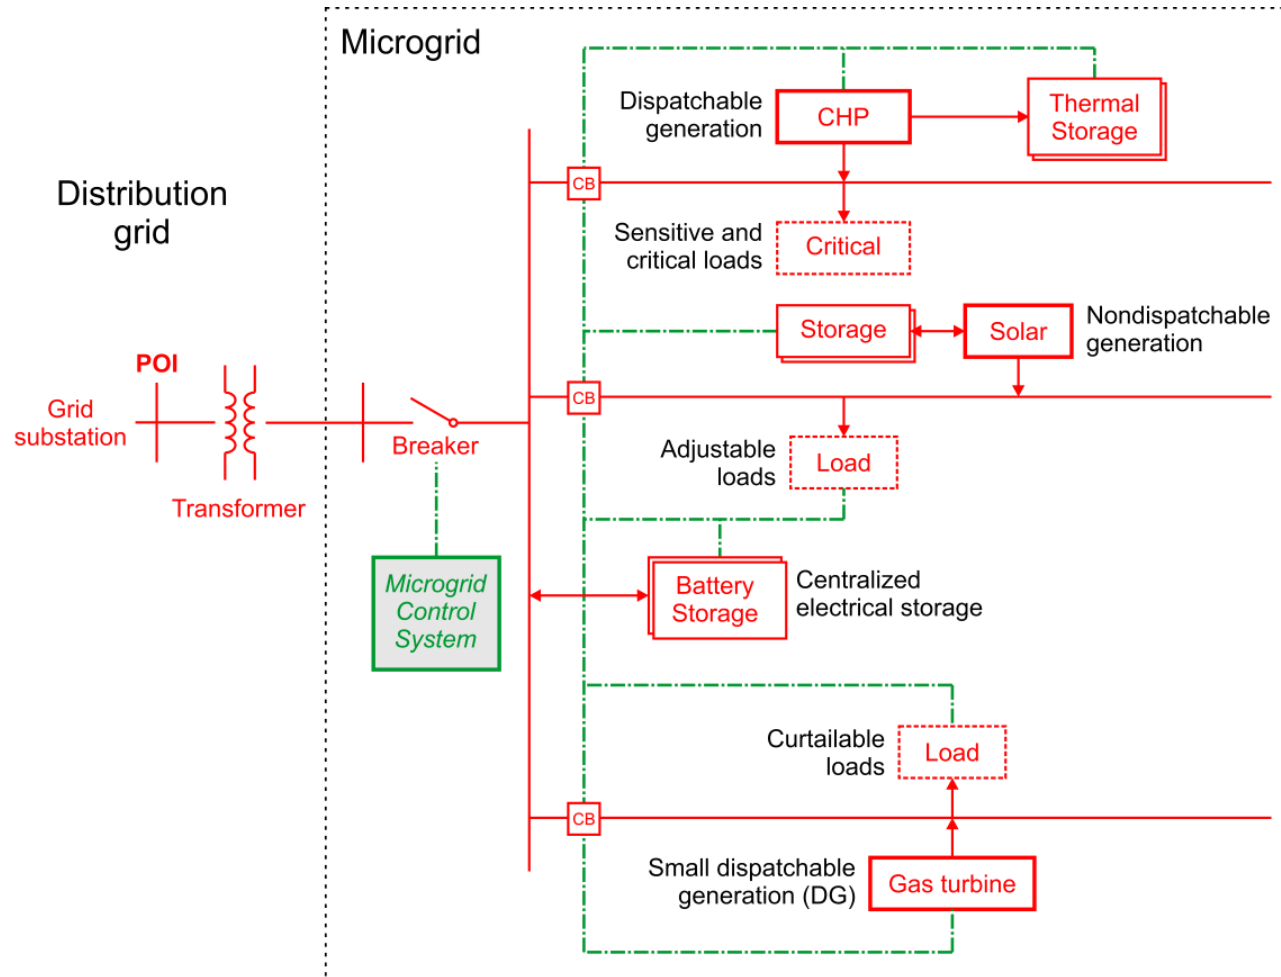 Microgrid
Dispatchable
generation
CHP
Thermal
Storage
CB
Distribution
grid
Sensitive and
critical loads
Critical
Storage
Solar
Nondispatchable
generation
POI
Grid
substation
Transformer
Breaker
CB
Adjustable
loads
Load
Microgrid
Control
System
Battery
Storage
Centralized
electrical storage
Curtailable
loads
Load
CB
Small dispatchable
generation (DG)
Gas turbine